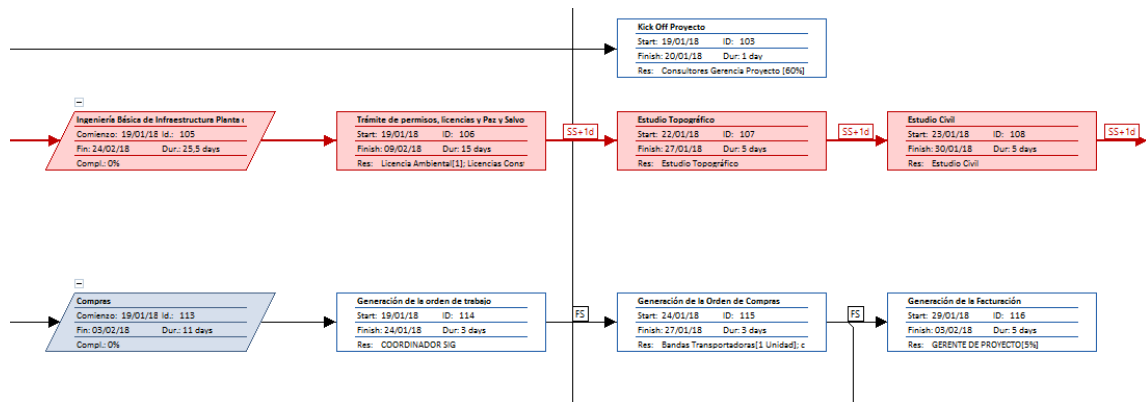 Kick Off Proyecto
Start: 19/01/18 ID: 103
Finish: 20/01/18 Dur: 1 day
Res: Consultores Gerencia Proyecto [60%]
Ingeniería Básica de Infraestructura Planta
Comienzo: 19/01/18 Id.: 105
Fin: 24/02/18 Dur.: 25,5 days
Compl.: 0%
Trámite de permisos, licencias y Paz y Salvo
Start: 19/01/18 ID: 106
Finish: 09/02/18 Dur: 15 days
Res: Licencia Ambiental[1]; Licencias Cons
SS+1d
Estudio Topográfico
Start: 22/01/18 ID: 107
Finish: 27/01/18 Dur: 5 days
Res: Estudio Topográfico
SS+1d
Estudio Civil
Start: 23/01/18 ID: 108
Finish: 30/01/18 Dur: 5 days
Res: Estudio Civil
SS+1d
Compras
Comienzo: 19/01/18 Id.: 113
Fin: 03/02/18 Dur.: 11 days
Compl.: 0%
Generación de la orden de trabajo
Start: 19/01/18 ID: 114
Finish: 24/01/18 Dur: 3 days
Res: COORDINADOR SIG
FS
Generación de la Orden de Compras
Start: 24/01/18 ID: 115
Finish: 27/01/18 Dur: 3 days
Res: Bandas Transportadoras[1 Unidad]; c
FS
Generación de la Facturación
Start: 29/01/18 ID: 116
Finish: 03/02/18 Dur: 5 days
Res: GERENTE DE PROYECTO[5%]